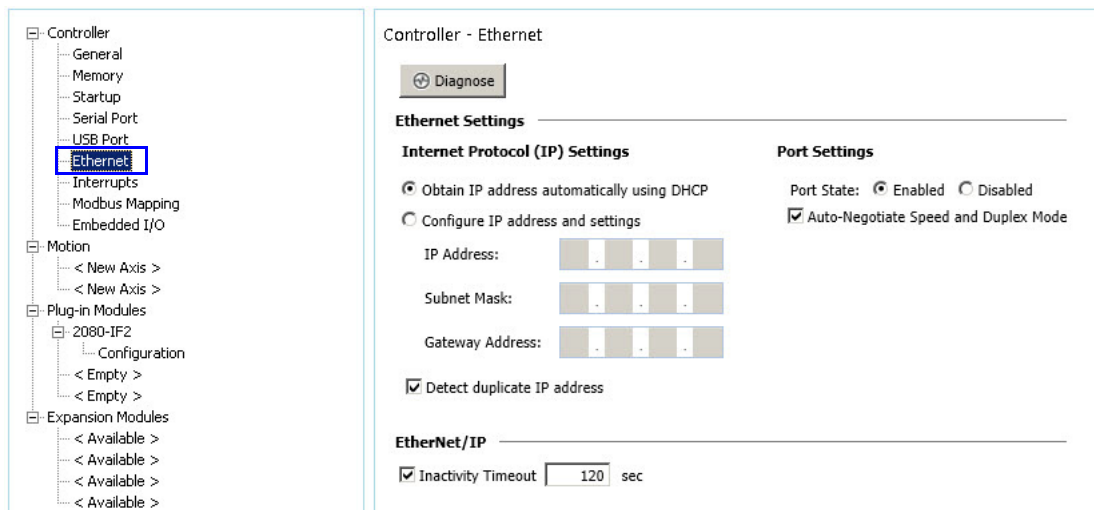 Controller
General
Memory
Startup
Serial Port
USB Port
Ethernet
Interrupts
Modbus Mapping
Embedded I/O
Motion
< New Axis >
< New Axis >
Plug-in Modules
2080-IF2
Configuration
< Empty >
< Empty >
Expansion Modules
< Available >
< Available >
< Available >
< Available >
Controller - Ethernet
Diagnose
Ethernet Settings
Internet Protocol (IP) Settings
Obtain IP address automatically using DHCP
Configure IP address and settings
IP Address: . . .
Subnet Mask: . . .
Gateway Address: . . .
Detect duplicate IP address
Port Settings
Port State: Enabled Disabled
Auto-Negotiate Speed and Duplex Mode
EtherNet/IP
Inactivity Timeout 120 sec